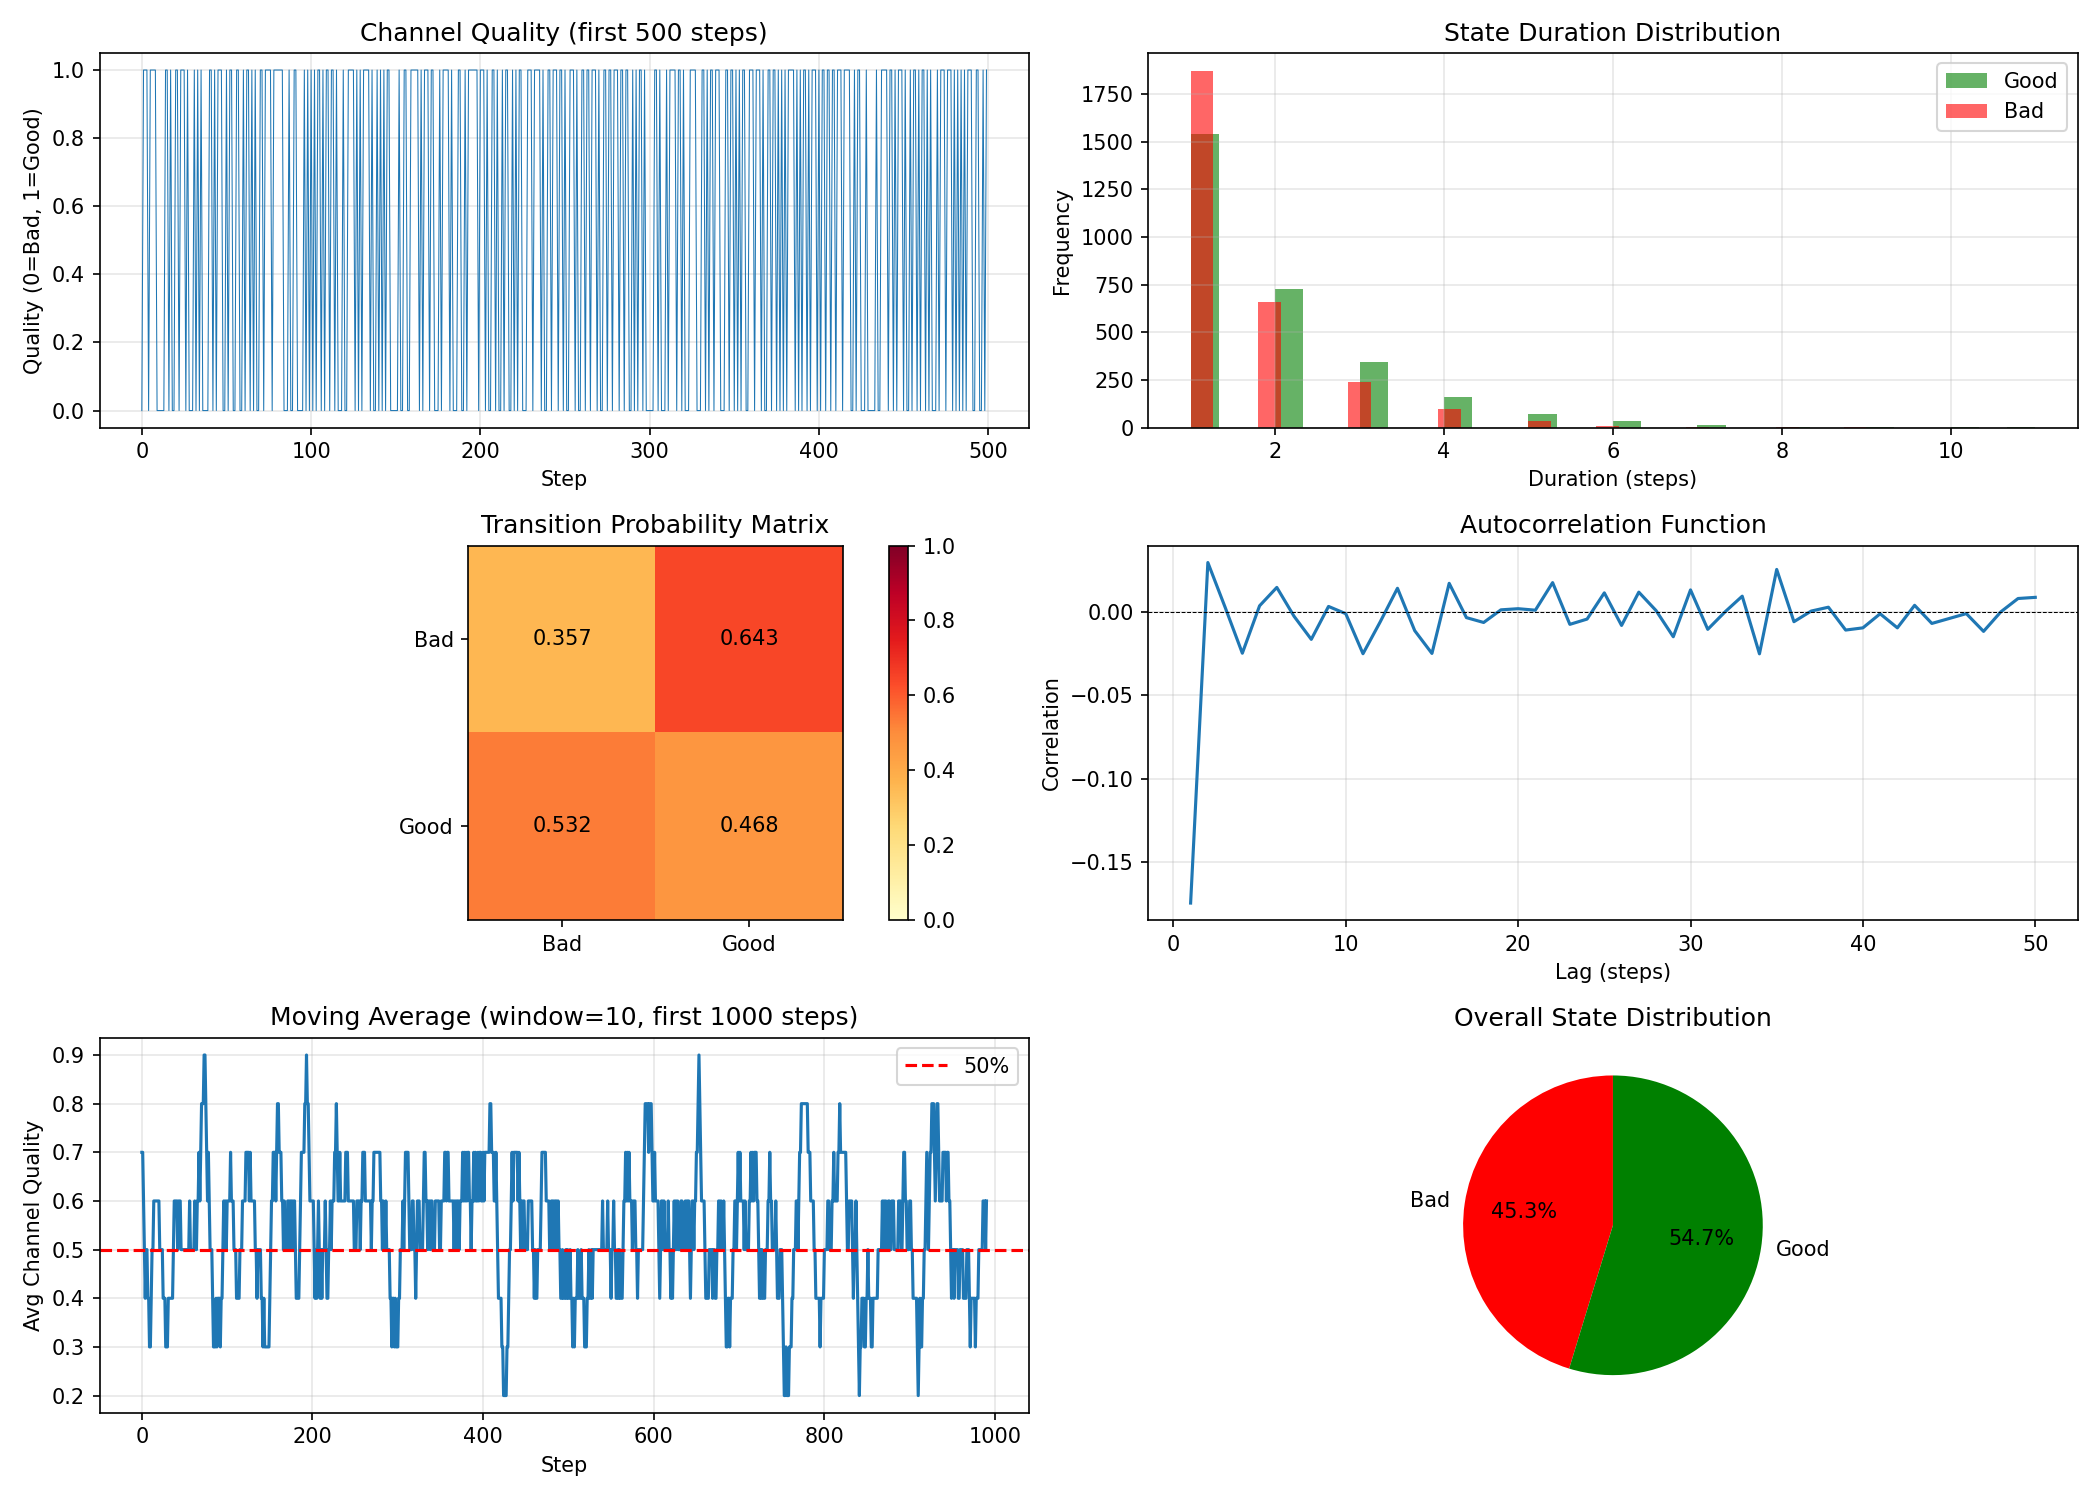 Channel Quality (first 500 steps)
Quality (0=Bad, 1=Good)
1.0
0.8
0.6
0.4
0.2
0.0
0 100 200 300 400 500
Step
State Duration Distribution
Frequency
1750
1500
1250
1000
750
500
250
0
2 4 6 8 10
Duration (steps)
Good
Bad
Transition Probability Matrix
Bad
Good
0.357 0.643
0.532 0.468
Bad Good
1.0
0.8
0.6
0.4
0.2
0.0
Autocorrelation Function
Correlation
0.00
−0.05
−0.10
−0.15
0 10 20 30 40 50
Lag (steps)
Moving Average (window=10, first 1000 steps)
Avg Channel Quality
0.9
0.8
0.7
0.6
0.5
0.4
0.3
0.2
0 200 400 600 800 1000
Step
50%
Overall State Distribution
Bad
45.3%
54.7%
Good